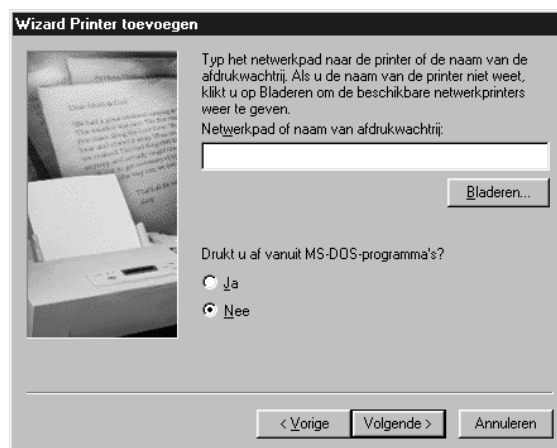 Wizard Printer toevoegen
Typ het netwerkpad naar de printer of de naam van de
afdrukwachtrij. Als u de naam van de printer niet weet,
klikt u op Bladeren om de beschikbare netwerkprinters
weer te geven.
Netwerkpad of naam van afdrukwachtrij:
Bladeren...
Drukt u af vanuit MS-DOS-programma's?
Ja
Nee
< Vorige
Volgende >
Annuleren